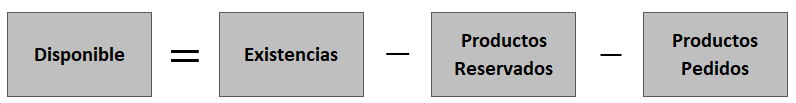 Disponible = Existencias — Productos Reservados — Productos Pedidos